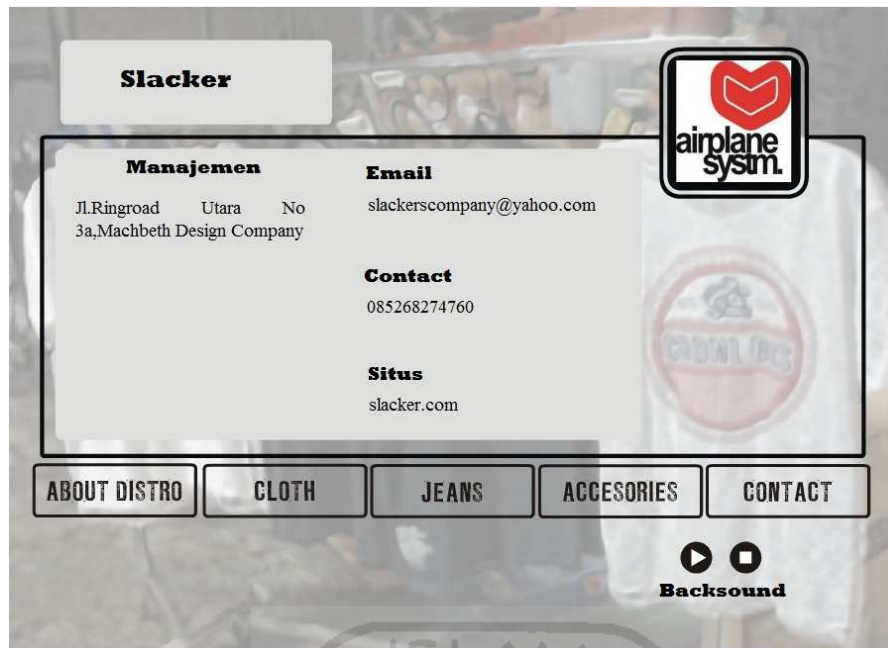 Slacker
airplane
systm.
Manajemen
Jl.Ringroad Utara No
3a,Machbeth Design Company
Email
slackerscompany@yahoo.com
Contact
085268274760
Situs
slacker.com
ABOUT DISTRO
CLOTH
JEANS
ACCESORIES
CONTACT
Backsound